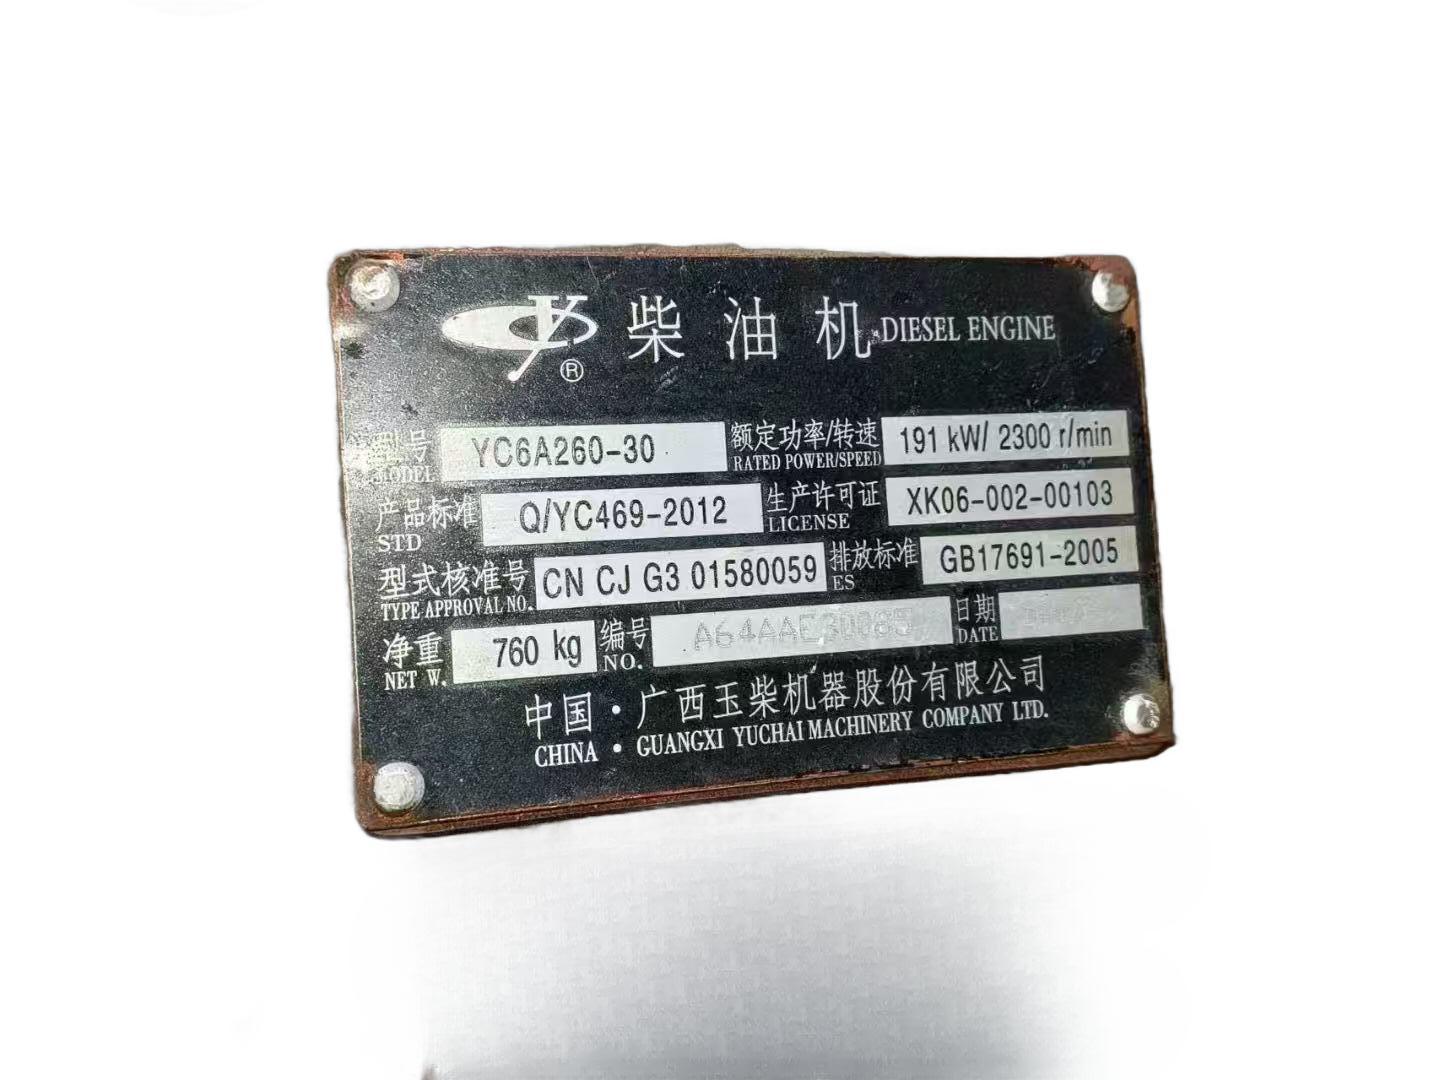 ® 柴油机 DIESEL ENGINE
型号 YC6A260-30 额定功率/转速 191 kW/ 2300 r/min
MODEL RATED POWER/SPEED
产品标准 Q/YC469-2012 生产许可证 XK06-002-00103
STD LICENSE
型式核准号 CN CJ G3 01580059 排放标准 GB17691-2005
TYPE APPROVAL NO. ES
净重 760 kg 编号 日期
NET W. NO. DATE
中国·广西玉柴机器股份有限公司
CHINA · GUANGXI YUCHAI MACHINERY COMPANY LTD.